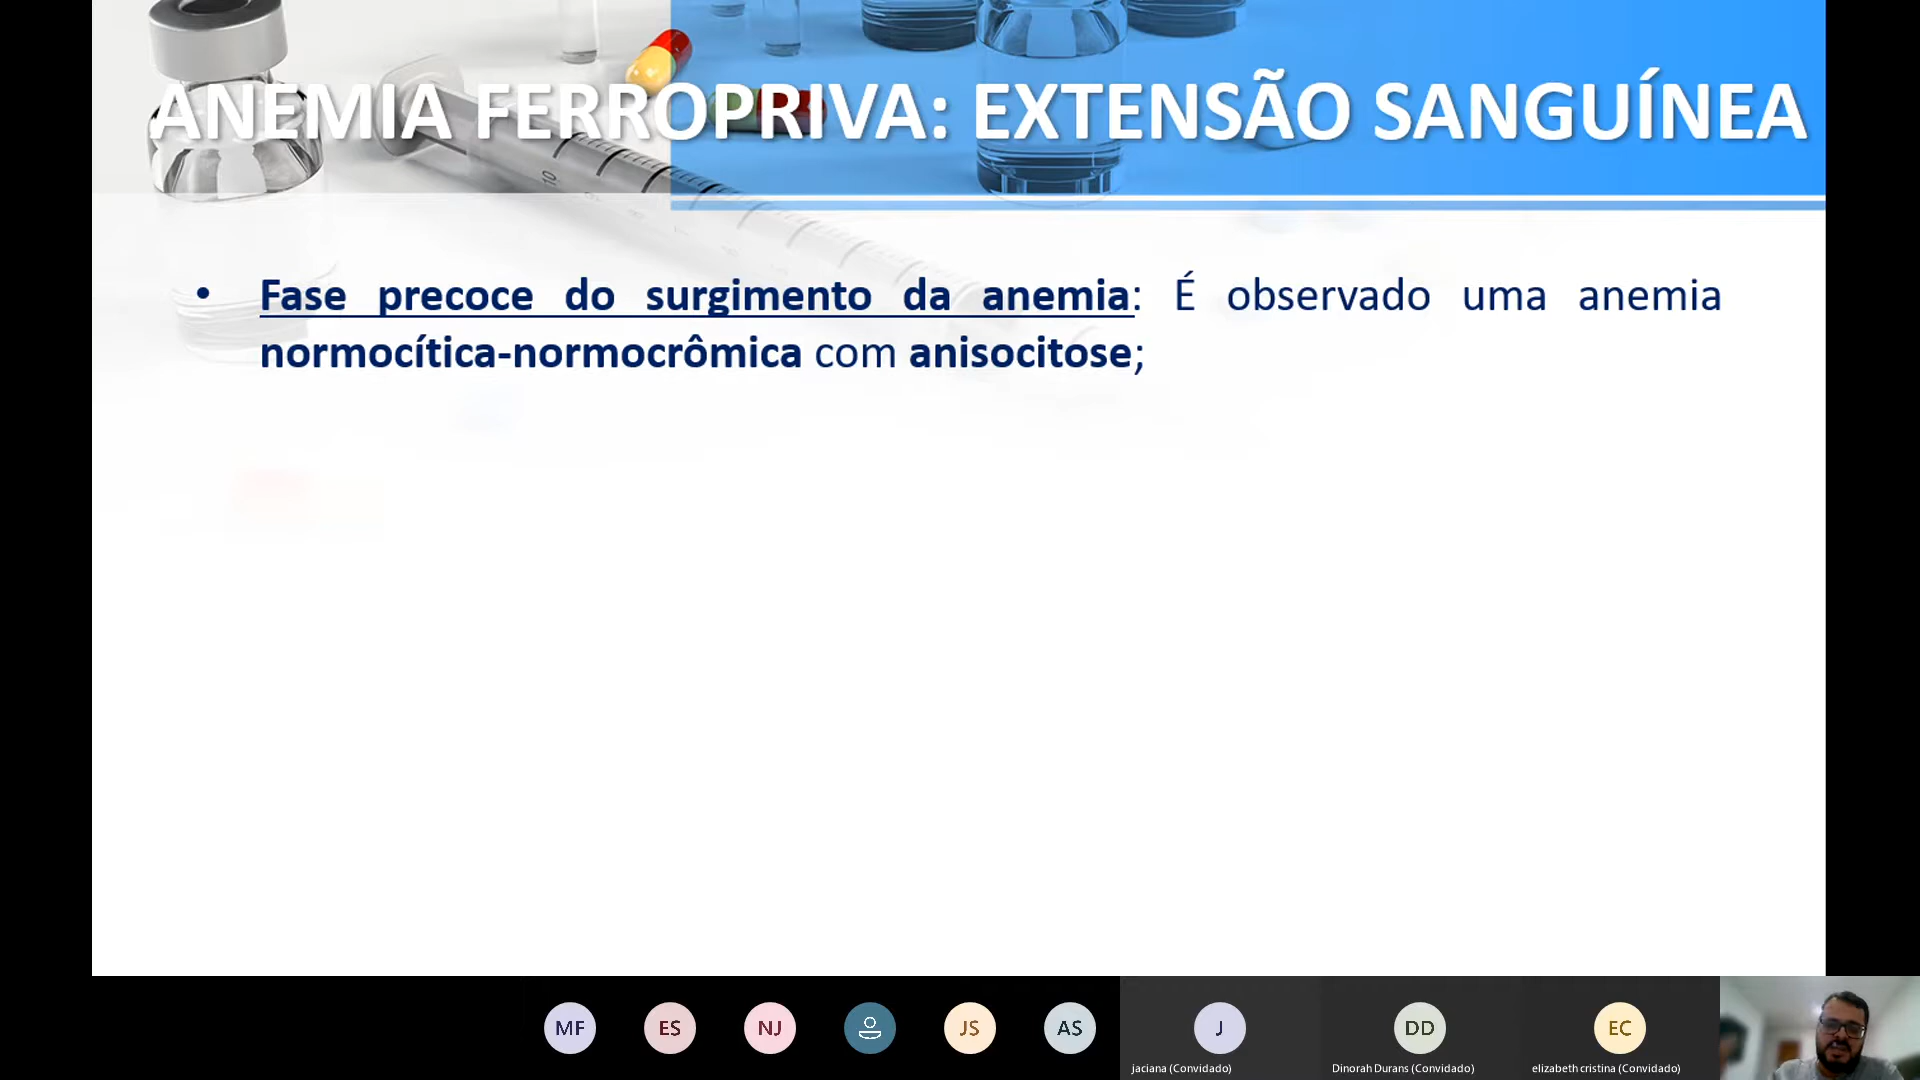 ANEMIA FERROPRIVA: EXTENSÃO SANGUÍNEA
10
• Fase precoce do surgimento da anemia: É observado uma anemia
normocítica-normocrômica com anisocitose;
MF ES NJ JS AS J DD EC
jaciana (Convidado) Dinorah Durans (Convidado) elizabeth cristina (Convidado)